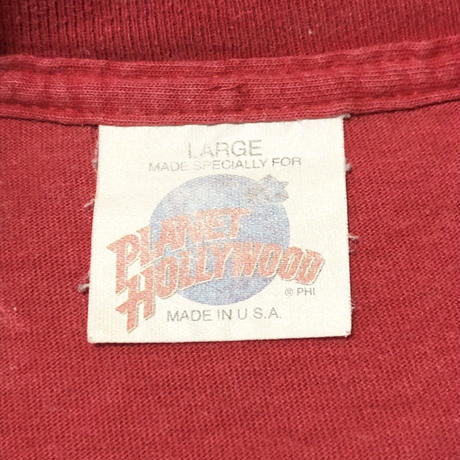 LARGE
MADE SPECIALLY FOR
PLANET
HOLLYWOOD
® PHI
MADE IN U.S.A.